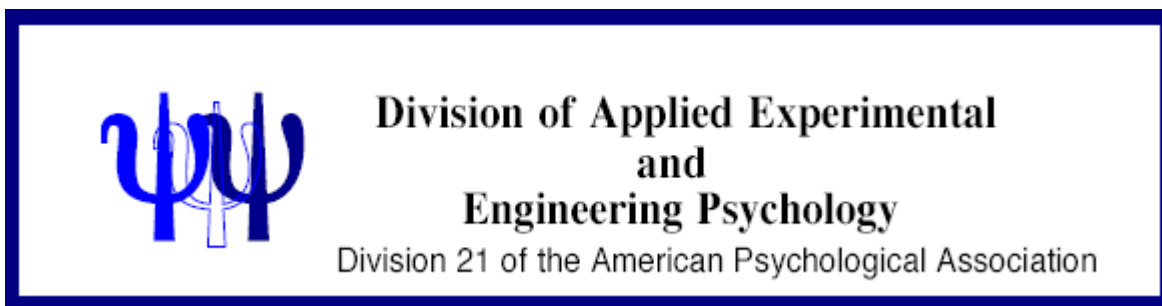 Division of Applied Experimental
and
Engineering Psychology
Division 21 of the American Psychological Association